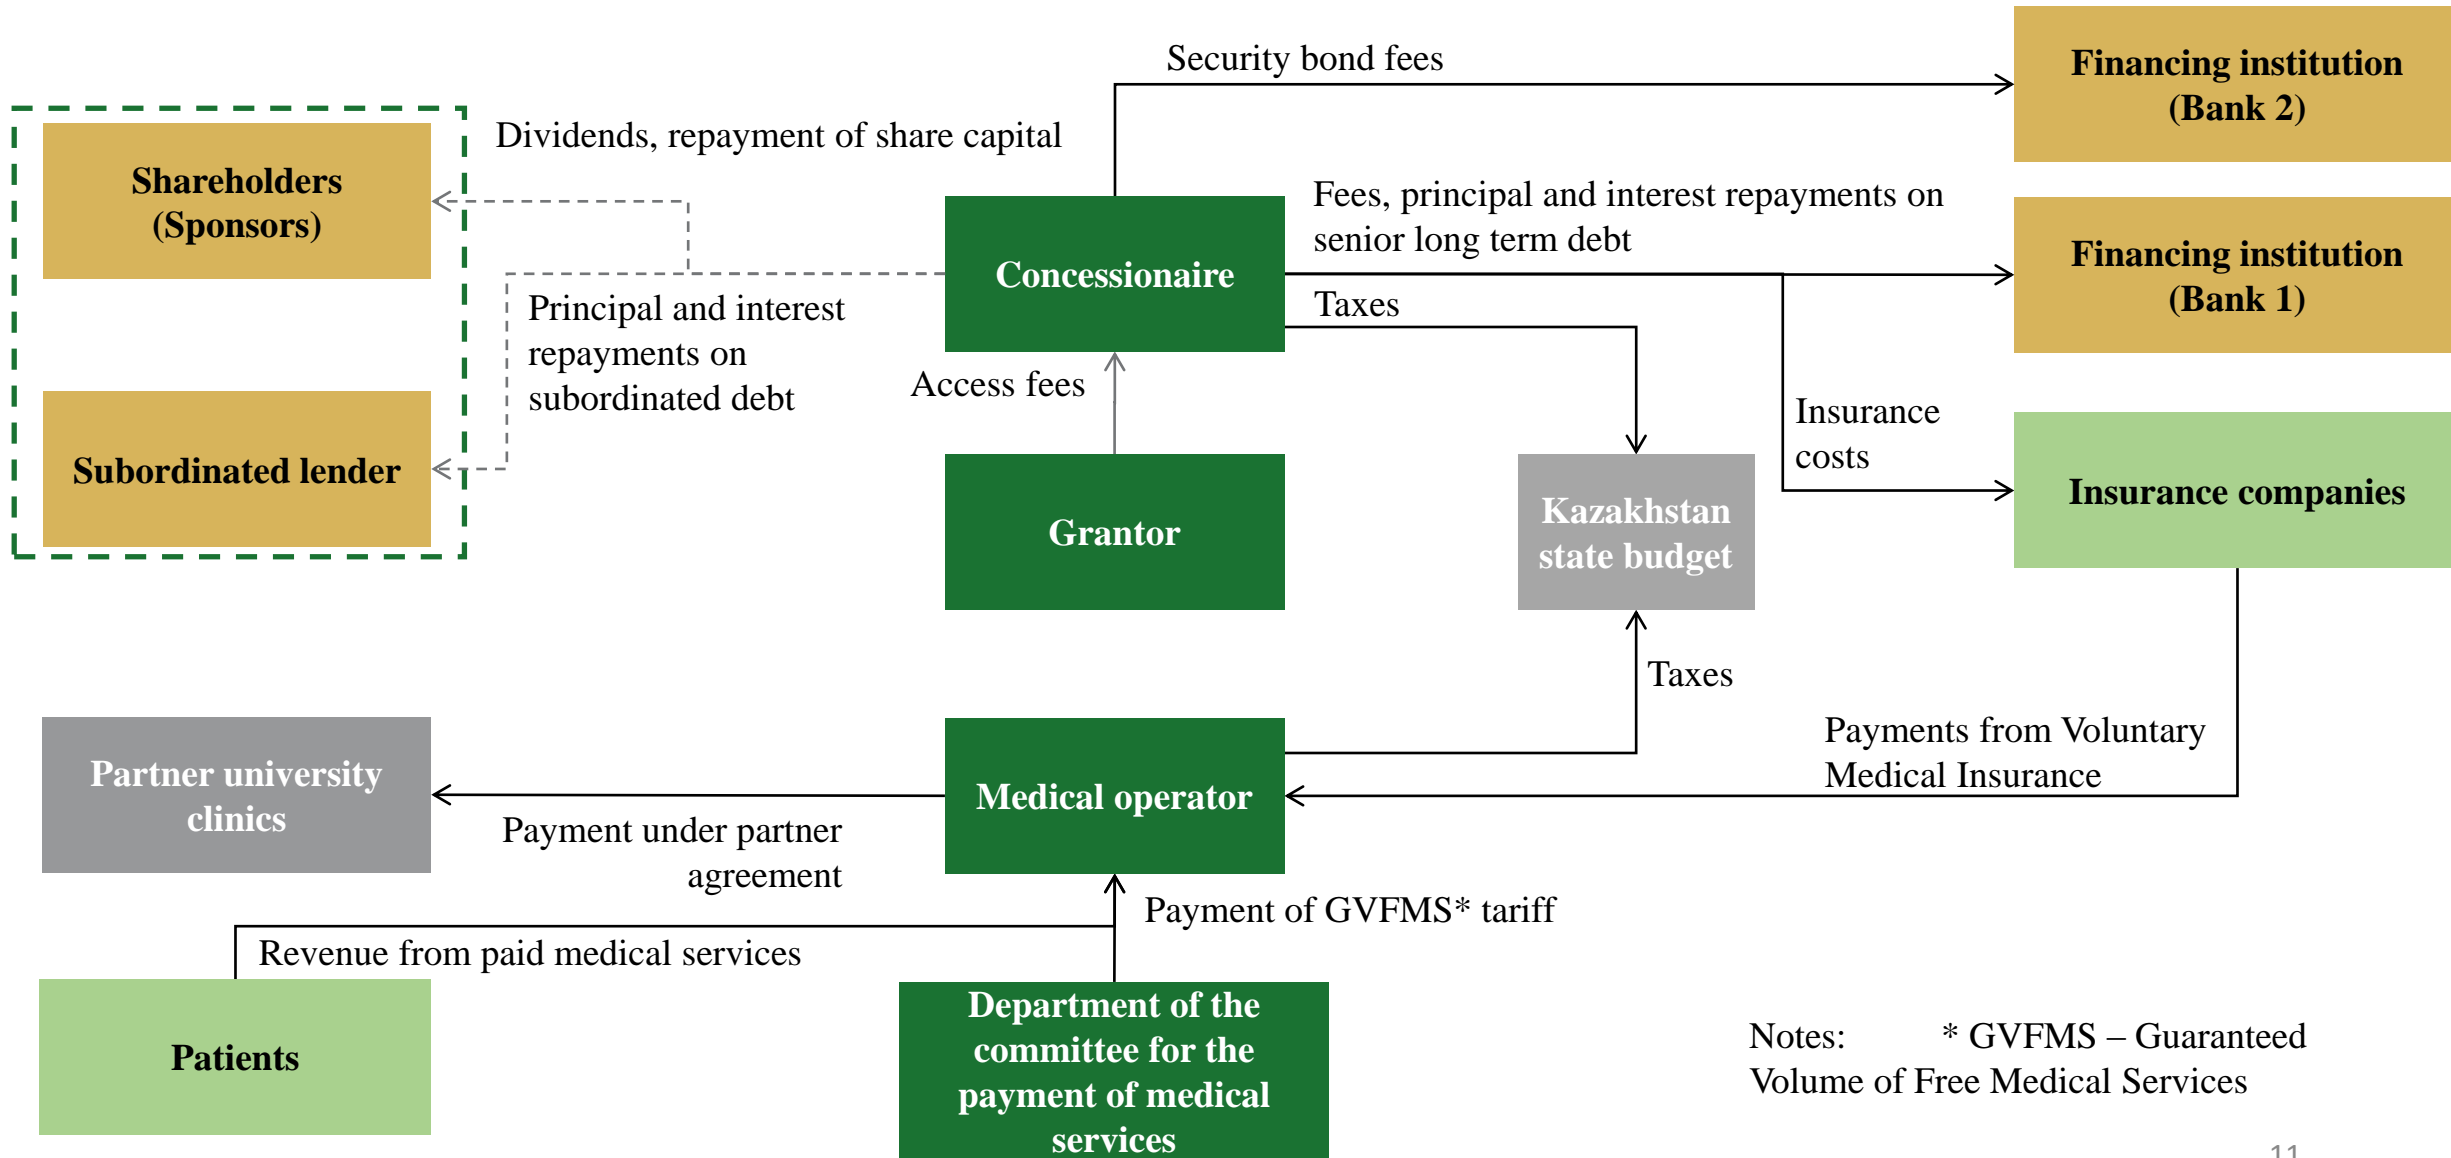 Security bond fees
Financing institution
(Bank 2)
Dividends, repayment of share capital
Shareholders
(Sponsors)
Fees, principal and interest repayments on
senior long term debt
Financing institution
(Bank 1)
Concessionaire
Taxes
Principal and interest
repayments on
subordinated debt
Access fees
Insurance
costs
Subordinated lender
Grantor
Kazakhstan
state budget
Insurance companies
Taxes
Payments from Voluntary
Medical Insurance
Partner university
clinics
Medical operator
Payment under partner
agreement
Payment of GVFMS* tariff
Revenue from paid medical services
Patients
Department of the
committee for the
payment of medical
services
Notes: * GVFMS – Guaranteed
Volume of Free Medical Services
11